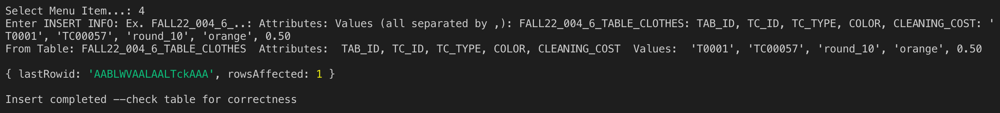 Select Menu Item...: 4
Enter INSERT INFO: Ex. FALL22_004_6_..: Attributes: Values (all separated by ,): FALL22_004_6_TABLE_CLOTHES: TAB_ID, TC_ID, TC_TYPE, COLOR, CLEANING_COST: '
T0001', 'TC00057', 'round_10', 'orange', 0.50
From Table: FALL22_004_6_TABLE_CLOTHES  Attributes:  TAB_ID, TC_ID, TC_TYPE, COLOR, CLEANING_COST  Values:  'T0001', 'TC00057', 'round_10', 'orange', 0.50
{ lastRowid: 'AABLWVAALAALTckAAA', rowsAffected: 1 }
Insert completed --check table for correctness